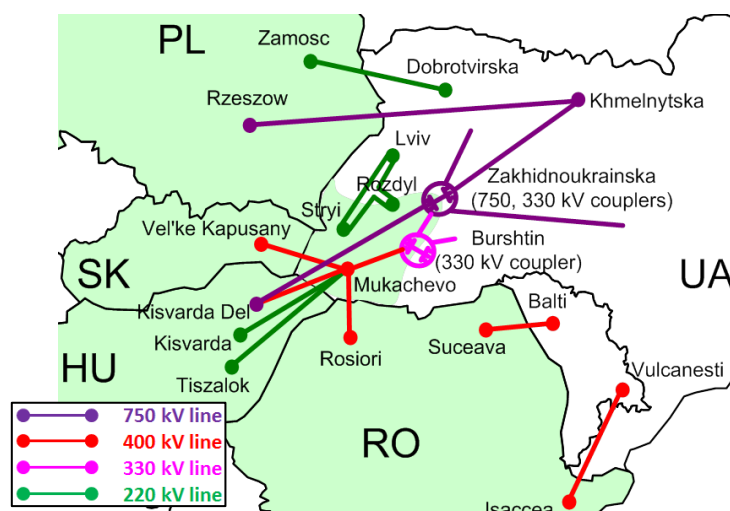 PL
Zamosc
Dobrotvirska
Rzeszow
Khmelnytska
Lviv
Rozdyl
Zakhidnoukrainska
(750, 330 kV couplers)
Stryi
Vel'ke Kapusany
Burshtin
(330 kV coupler)
SK
UA
Mukachevo
Kisvarda Del
Balti
Kisvarda
Rosiori
Suceava
HU
Tiszalok
Vulcanesti
750 kV line
400 kV line
330 kV line
220 kV line
RO
Isaccea